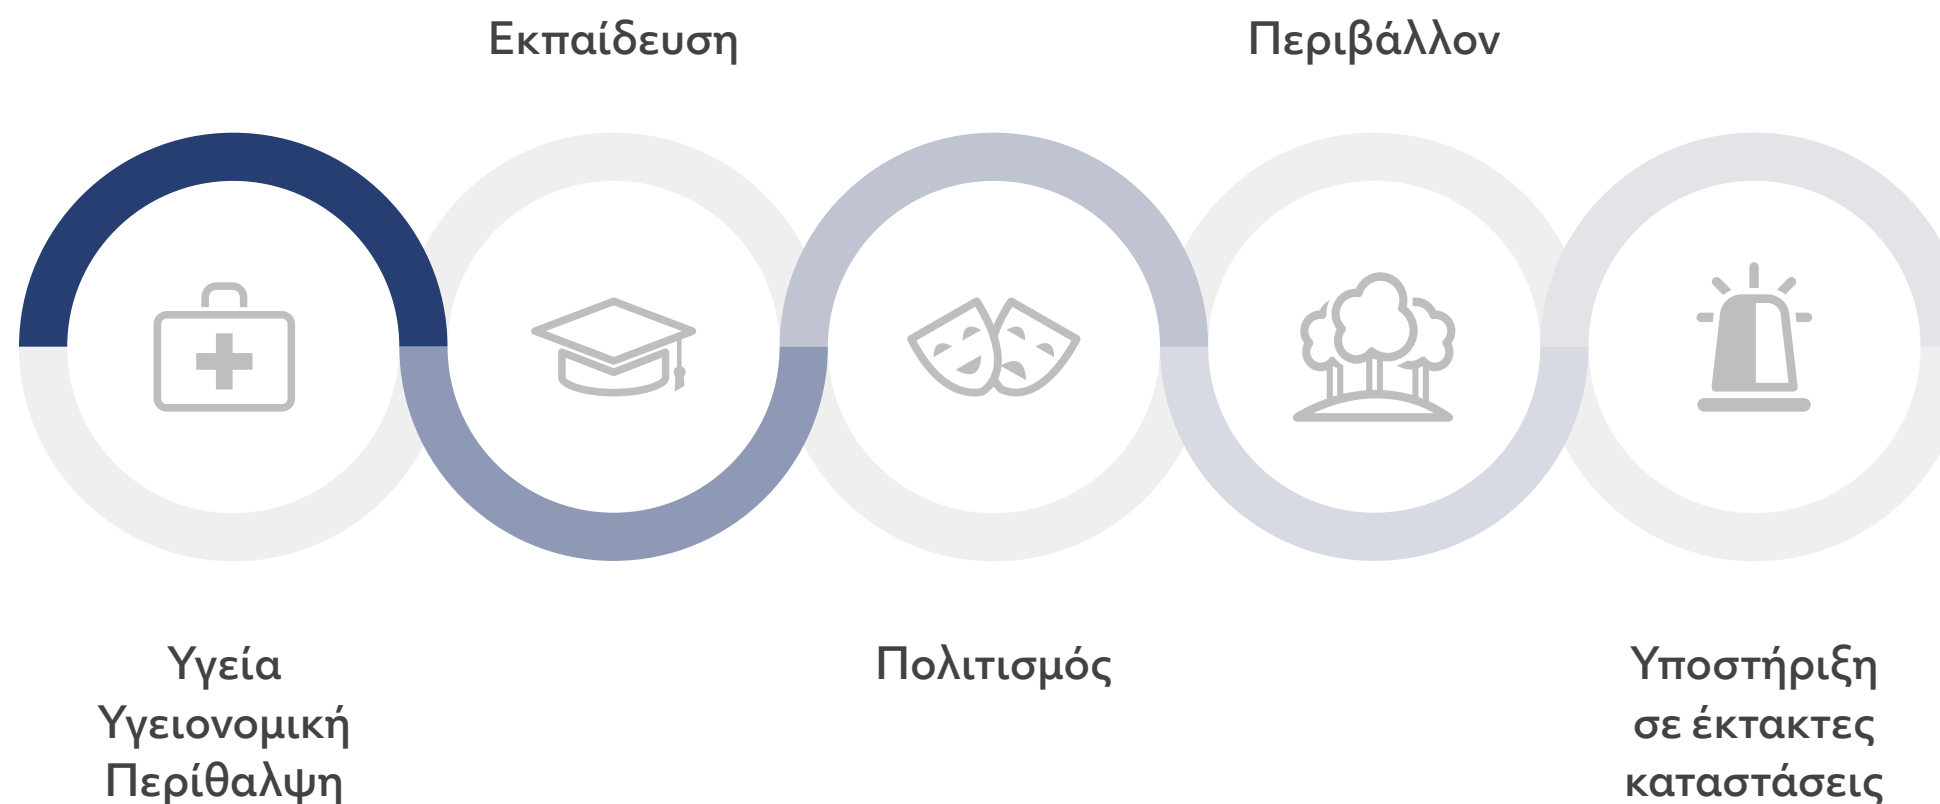 Εκπαίδευση
Περιβάλλον
Υγεία
Υγειονομική
Περίθαλψη
Πολιτισμός
Υποστήριξη
σε έκτακτες
καταστάσεις